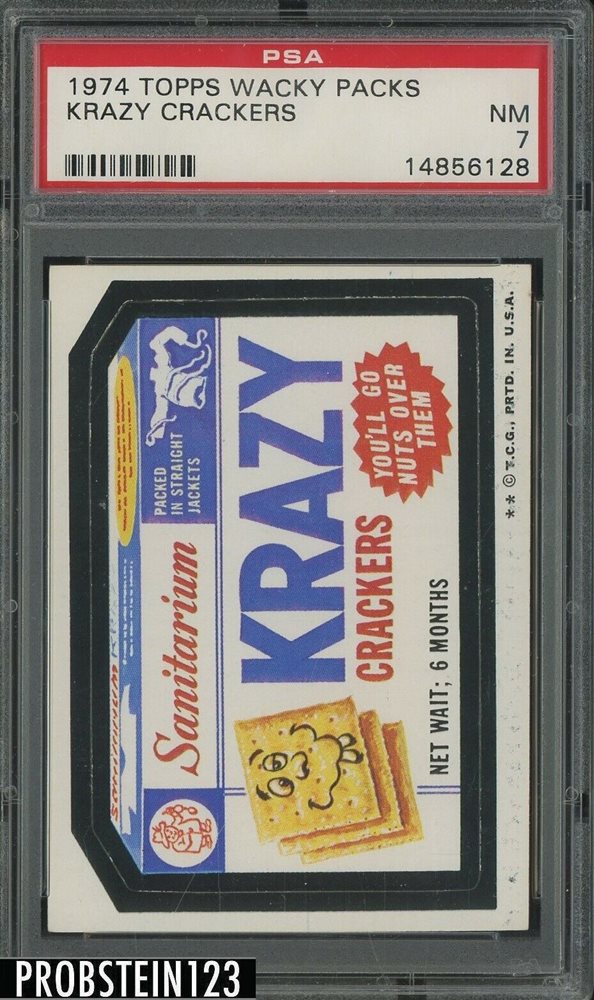 PSA
1974 TOPPS WACKY PACKS
KRAZY CRACKERS
NM
7
14856128
PACKED
IN STRAIGHT
JACKETS
Sanitarium
KRAZY
CRACKERS
YOU'LL GO
NUTS OVER
THEM
NET WAIT; 6 MONTHS
** © T.C.G., PRTD. IN. U.S.A.
PROBSTEIN123